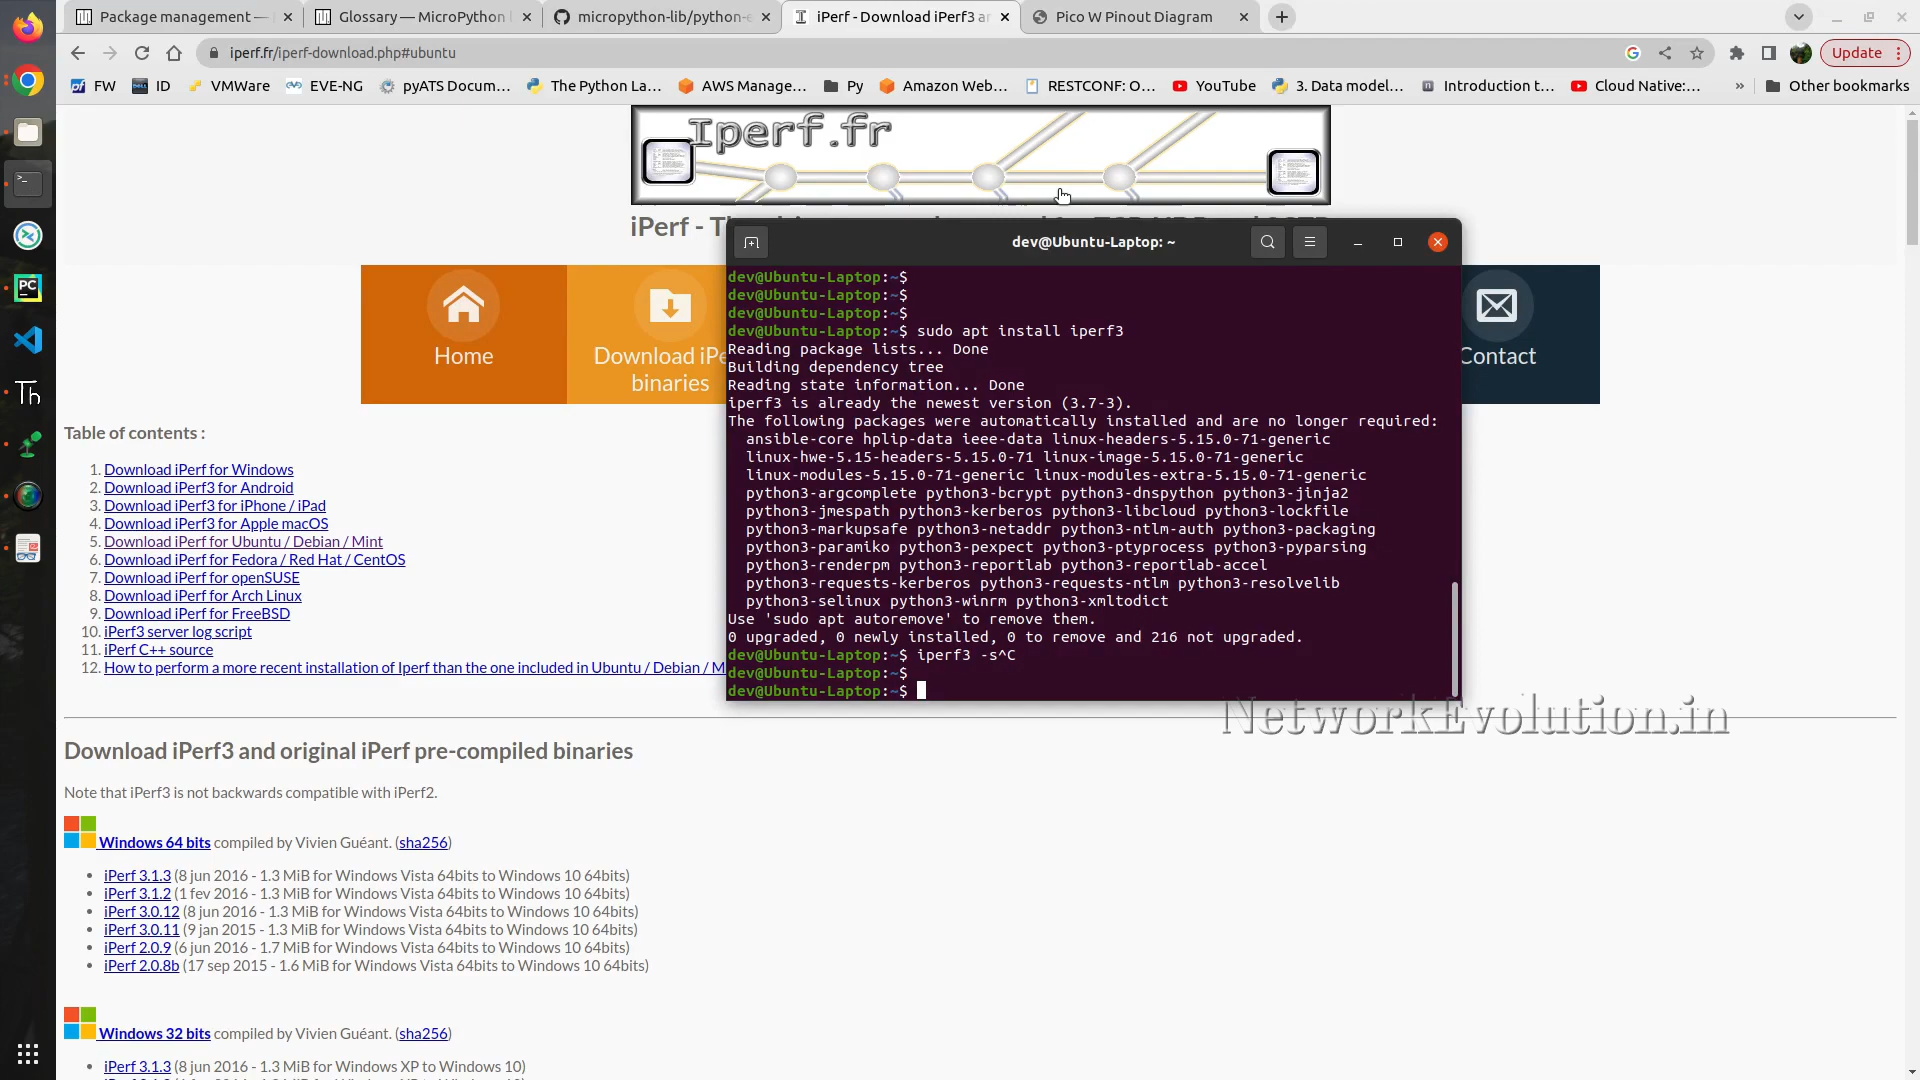 Package management —
Glossary — MicroPython
micropython-lib/python-e
iPerf - Download iPerf3 ar
Pico W Pinout Diagram
iperf.fr/iperf-download.php#ubuntu
Update
FW
ID
VMWare
EVE-NG
pyATS Docum...
The Python La...
AWS Manage...
Py
Amazon Web...
RESTCONF: O...
YouTube
3. Data model...
Introduction t...
Cloud Native:...
»
Other bookmarks
Iperf.fr
iPerf - T
Home
Download iPe
binaries
Contact
dev@Ubuntu-Laptop: ~
dev@Ubuntu-Laptop:~$
dev@Ubuntu-Laptop:~$
dev@Ubuntu-Laptop:~$
dev@Ubuntu-Laptop:~$ sudo apt install iperf3
Reading package lists... Done
Building dependency tree
Reading state information... Done
iperf3 is already the newest version (3.7-3).
The following packages were automatically installed and are no longer required:
ansible-core hplip-data ieee-data linux-headers-5.15.0-71-generic
linux-hwe-5.15-headers-5.15.0-71 linux-image-5.15.0-71-generic
linux-modules-5.15.0-71-generic linux-modules-extra-5.15.0-71-generic
python3-argcomplete python3-bcrypt python3-dnspython python3-jinja2
python3-jmespath python3-kerberos python3-libcloud python3-lockfile
python3-markupsafe python3-netaddr python3-ntlm-auth python3-packaging
python3-paramiko python3-pexpect python3-ptyprocess python3-pyparsing
python3-renderpm python3-reportlab python3-reportlab-accel
python3-requests-kerberos python3-requests-ntlm python3-resolvelib
python3-selinux python3-winrm python3-xmltodict
Use 'sudo apt autoremove' to remove them.
0 upgraded, 0 newly installed, 0 to remove and 216 not upgraded.
dev@Ubuntu-Laptop:~$ iperf3 -s^C
dev@Ubuntu-Laptop:~$
dev@Ubuntu-Laptop:~$
Table of contents :
1. Download iPerf for Windows
2. Download iPerf3 for Android
3. Download iPerf3 for iPhone / iPad
4. Download iPerf3 for Apple macOS
5. Download iPerf for Ubuntu / Debian / Mint
6. Download iPerf for Fedora / Red Hat / CentOS
7. Download iPerf for openSUSE
8. Download iPerf for Arch Linux
9. Download iPerf for FreeBSD
10. iPerf3 server log script
11. iPerf C++ source
12. How to perform a more recent installation of Iperf than the one included in Ubuntu / Debian / M
NetworkEvolution.in
Download iPerf3 and original iPerf pre-compiled binaries
Note that iPerf3 is not backwards compatible with iPerf2.
Windows 64 bits compiled by Vivien Guéant. (sha256)
• iPerf 3.1.3 (8 jun 2016 - 1.3 MiB for Windows Vista 64bits to Windows 10 64bits)
• iPerf 3.1.2 (1 fev 2016 - 1.3 MiB for Windows Vista 64bits to Windows 10 64bits)
• iPerf 3.0.12 (8 jun 2016 - 1.3 MiB for Windows Vista 64bits to Windows 10 64bits)
• iPerf 3.0.11 (9 jan 2015 - 1.3 MiB for Windows Vista 64bits to Windows 10 64bits)
• iPerf 2.0.9 (6 jun 2016 - 1.7 MiB for Windows Vista 64bits to Windows 10 64bits)
• iPerf 2.0.8b (17 sep 2015 - 1.6 MiB for Windows Vista 64bits to Windows 10 64bits)
Windows 32 bits compiled by Vivien Guéant. (sha256)
• iPerf 3.1.3 (8 jun 2016 - 1.3 MiB for Windows XP to Windows 10)